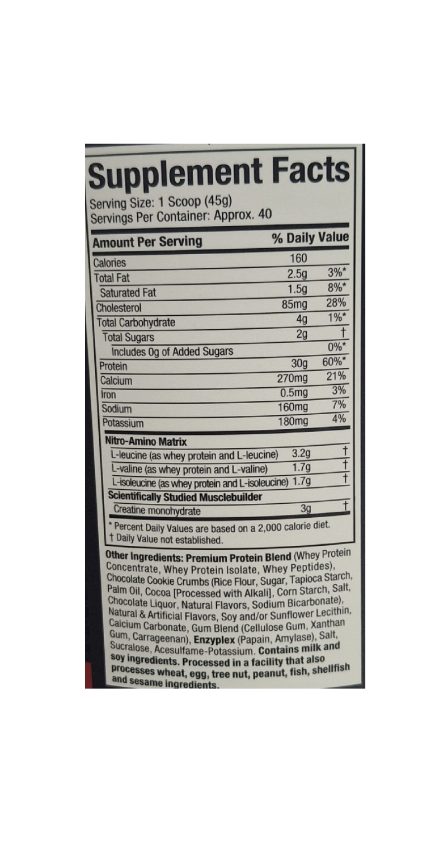 Supplement Facts
Serving Size: 1 Scoop (45g)
Servings Per Container: Approx. 40
Amount Per Serving % Daily Value
Calories 160
Total Fat 2.5g 3%*
Saturated Fat 1.5g 8%*
Cholesterol 85mg 28%
Total Carbohydrate 4g 1%*
Total Sugars 2g †
Includes 0g of Added Sugars 0%*
Protein 30g 60%*
Calcium 270mg 21%
Iron 0.5mg 3%
Sodium 160mg 7%
Potassium 180mg 4%
Nitro-Amino Matrix
L-leucine (as whey protein and L-leucine) 3.2g †
L-valine (as whey protein and L-valine) 1.7g †
L-isoleucine (as whey protein and L-isoleucine) 1.7g †
Scientifically Studied Musclebuilder
Creatine monohydrate 3g †
* Percent Daily Values are based on a 2,000 calorie diet.
† Daily Value not established.
Other Ingredients: Premium Protein Blend (Whey Protein
Concentrate, Whey Protein Isolate, Whey Peptides),
Chocolate Cookie Crumbs (Rice Flour, Sugar, Tapioca Starch,
Palm Oil, Cocoa [Processed with Alkali], Corn Starch, Salt,
Chocolate Liquor, Natural Flavors, Sodium Bicarbonate),
Natural & Artificial Flavors, Soy and/or Sunflower Lecithin,
Calcium Carbonate, Gum Blend (Cellulose Gum, Xanthan
Gum, Carrageenan), Enzyplex (Papain, Amylase), Salt,
Sucralose, Acesulfame-Potassium. Contains milk and
soy ingredients. Processed in a facility that also
processes wheat, egg, tree nut, peanut, fish, shellfish
and sesame ingredients.